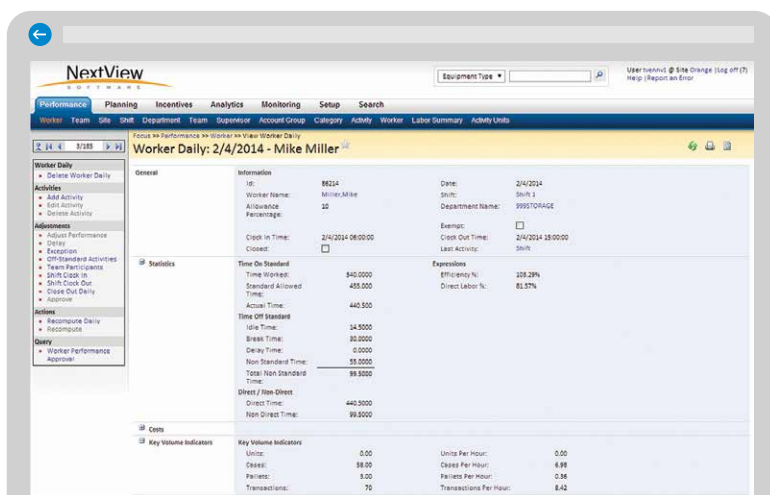 NextView
SOFTWARE
Equipment Type
User tvennv1 @ Site Orange | Log off (7)
Help | Report an Error
Performance Planning Incentives Analytics Monitoring Setup Search
Worker Team Site Shift Department Team Supervisor Account Group Category Activity Worker Labor Summary Activity Units
Focus >> Performance >> Worker >> View Worker Daily
3/185
Worker Daily: 2/4/2014 - Mike Miller
Worker Daily
Delete Worker Daily
Activities
Add Activity
Edit Activity
Delete Activity
Adjustments
Adjust Performance
Delay
Exception
Off-Standard Activities
Team Participants
Shift Clock In
Shift Clock Out
Close Out Daily
Approve
Actions
Recompute Daily
Recompute
Query
Worker Performance
Approval
General
Information
Id: 86214 Date: 2/4/2014
Worker Name: Miller,Mike Shift: Shift 1
Allowance
Percentage: 10 Department Name: 999STORAGE
Exempt:
Clock In Time: 2/4/2014 06:00:00 Clock Out Time: 2/4/2014 15:00:00
Closed: Last Activity: Shift
Statistics
Time On Standard Expressions
Time Worked: 540.0000 Efficiency %: 103.29%
Standard Allowed
Time: 455.000 Direct Labor %: 81.57%
Actual Time: 440.500
Time Off Standard
Idle Time: 14.5000
Break Time: 30.0000
Delay Time: 0.0000
Non Standard Time: 55.0000
Total Non Standard
Time: 99.5000
Direct / Non-Direct
Direct Time: 440.5000
Non Direct Time: 99.5000
Costs
Key Volume Indicators
Key Volume Indicators
Units: 0.00 Units Per Hour: 0.00
Cases: 58.00 Cases Per Hour: 6.98
Pallets: 3.00 Pallets Per Hour: 0.36
Transactions: 70 Transactions Per Hour: 8.42